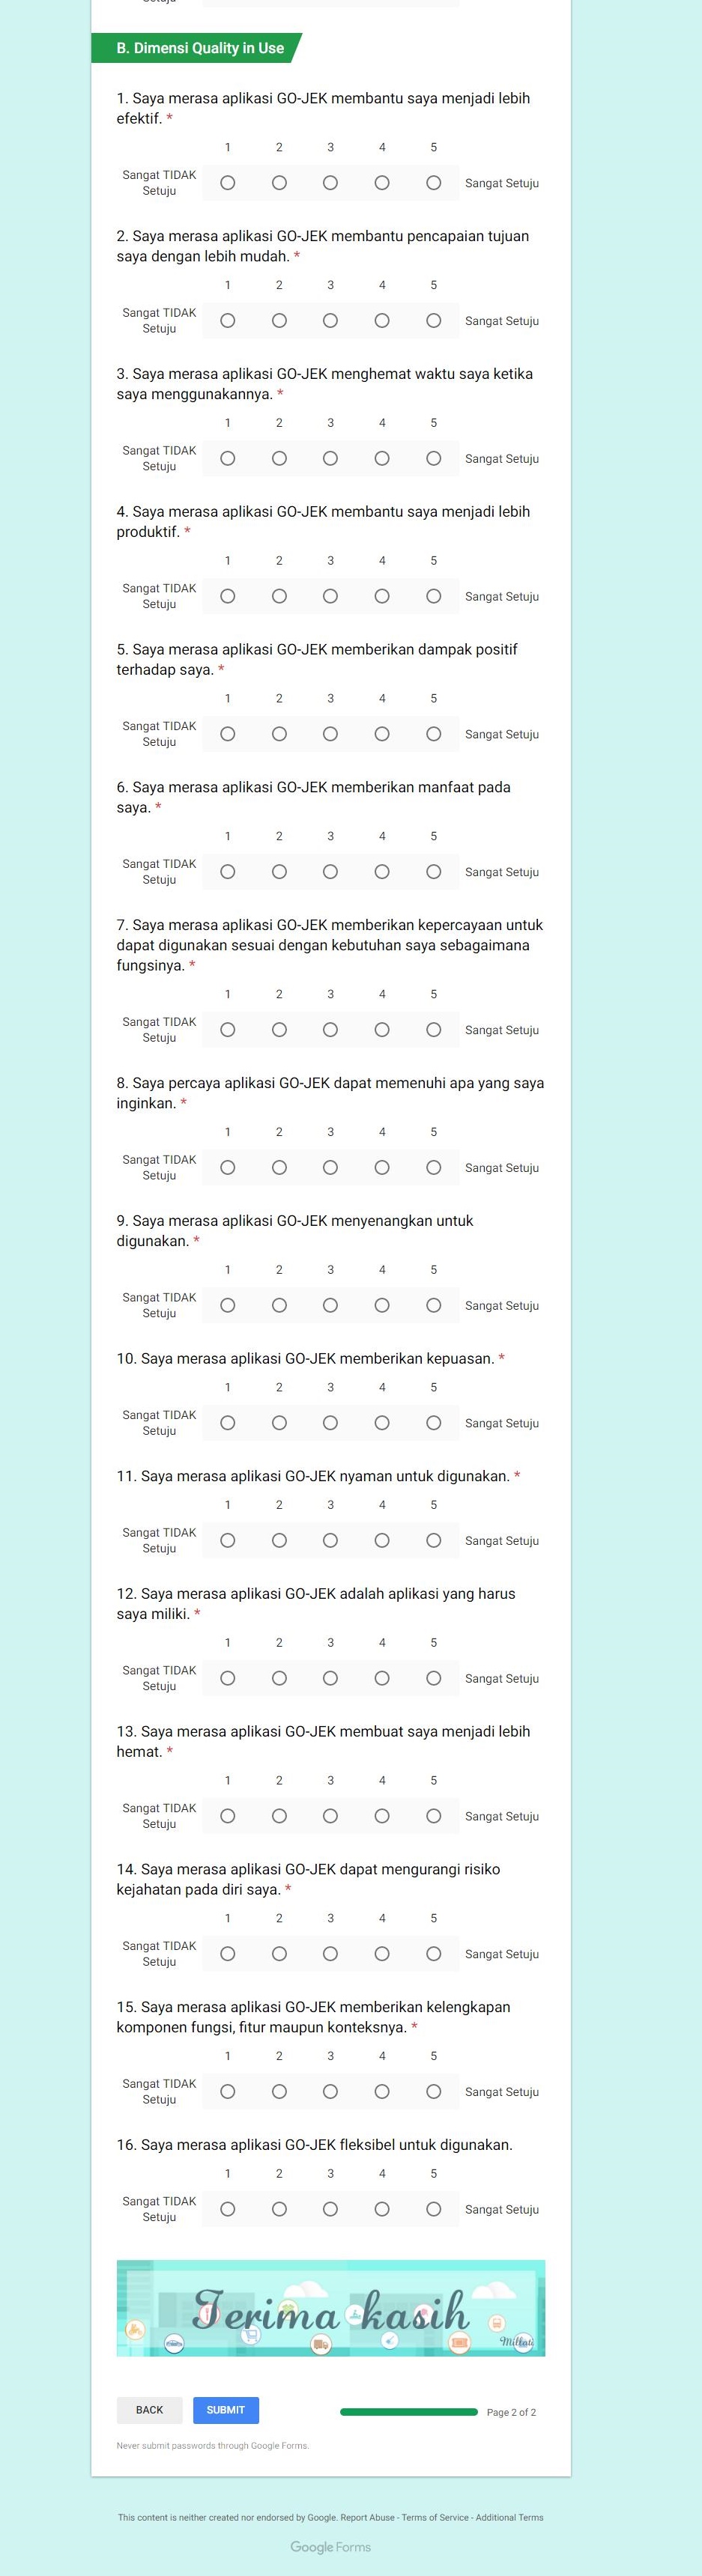 B. Dimensi Quality in Use
1. Saya merasa aplikasi GO-JEK membantu saya menjadi lebih
efektif. *
1 2 3 4 5
Sangat TIDAK
Setuju
Sangat Setuju
2. Saya merasa aplikasi GO-JEK membantu pencapaian tujuan
saya dengan lebih mudah. *
1 2 3 4 5
Sangat TIDAK
Setuju
Sangat Setuju
3. Saya merasa aplikasi GO-JEK menghemat waktu saya ketika
saya menggunakannya. *
1 2 3 4 5
Sangat TIDAK
Setuju
Sangat Setuju
4. Saya merasa aplikasi GO-JEK membantu saya menjadi lebih
produktif. *
1 2 3 4 5
Sangat TIDAK
Setuju
Sangat Setuju
5. Saya merasa aplikasi GO-JEK memberikan dampak positif
terhadap saya. *
1 2 3 4 5
Sangat TIDAK
Setuju
Sangat Setuju
6. Saya merasa aplikasi GO-JEK memberikan manfaat pada
saya. *
1 2 3 4 5
Sangat TIDAK
Setuju
Sangat Setuju
7. Saya merasa aplikasi GO-JEK memberikan kepercayaan untuk
dapat digunakan sesuai dengan kebutuhan saya sebagaimana
fungsinya. *
1 2 3 4 5
Sangat TIDAK
Setuju
Sangat Setuju
8. Saya percaya aplikasi GO-JEK dapat memenuhi apa yang saya
inginkan. *
1 2 3 4 5
Sangat TIDAK
Setuju
Sangat Setuju
9. Saya merasa aplikasi GO-JEK menyenangkan untuk
digunakan. *
1 2 3 4 5
Sangat TIDAK
Setuju
Sangat Setuju
10. Saya merasa aplikasi GO-JEK memberikan kepuasan. *
1 2 3 4 5
Sangat TIDAK
Setuju
Sangat Setuju
11. Saya merasa aplikasi GO-JEK nyaman untuk digunakan. *
1 2 3 4 5
Sangat TIDAK
Setuju
Sangat Setuju
12. Saya merasa aplikasi GO-JEK adalah aplikasi yang harus
saya miliki. *
1 2 3 4 5
Sangat TIDAK
Setuju
Sangat Setuju
13. Saya merasa aplikasi GO-JEK membuat saya menjadi lebih
hemat. *
1 2 3 4 5
Sangat TIDAK
Setuju
Sangat Setuju
14. Saya merasa aplikasi GO-JEK dapat mengurangi risiko
kejahatan pada diri saya. *
1 2 3 4 5
Sangat TIDAK
Setuju
Sangat Setuju
15. Saya merasa aplikasi GO-JEK memberikan kelengkapan
komponen fungsi, fitur maupun konteksnya. *
1 2 3 4 5
Sangat TIDAK
Setuju
Sangat Setuju
16. Saya merasa aplikasi GO-JEK fleksibel untuk digunakan.
1 2 3 4 5
Sangat TIDAK
Setuju
Sangat Setuju
Terima kasih
BACK
SUBMIT
Page 2 of 2
Never submit passwords through Google Forms.
This content is neither created nor endorsed by Google. Report Abuse - Terms of Service - Additional Terms
Google Forms